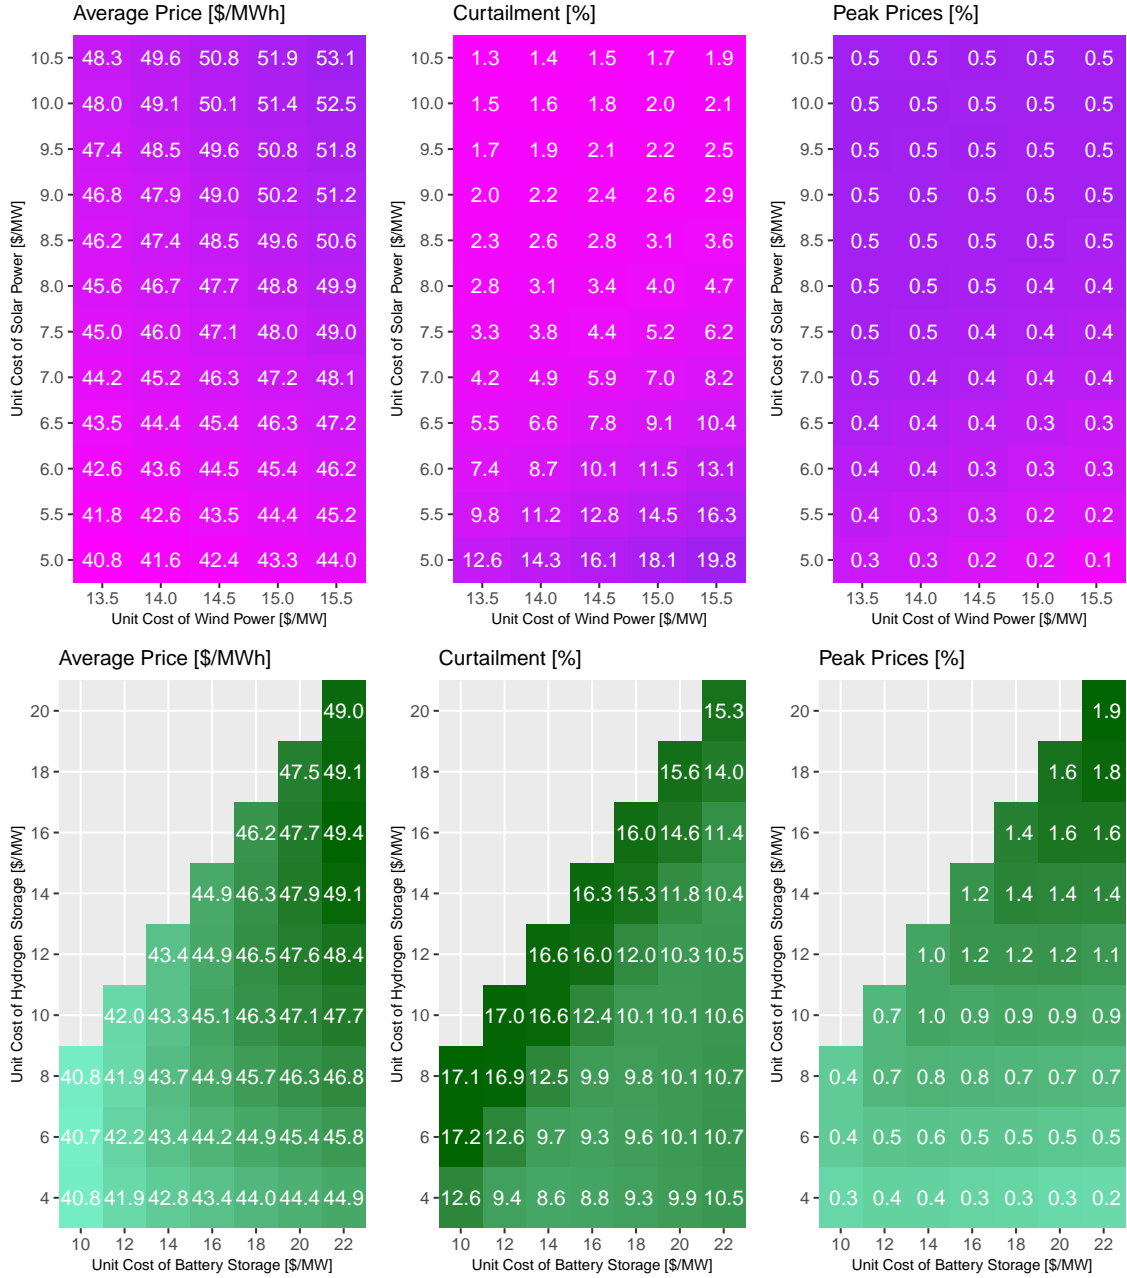 Average Price [$/MWh] Curtailment [%] Peak Prices [%]
10.5 48.3 49.6 50.8 51.9 53.1 10.5 1.3 1.4 1.5 1.7 1.9 10.5 0.5 0.5 0.5 0.5 0.5
10.0 48.0 49.1 50.1 51.4 52.5 10.0 1.5 1.6 1.8 2.0 2.1 10.0 0.5 0.5 0.5 0.5 0.5
9.5 47.4 48.5 49.6 50.8 51.8 9.5 1.7 1.9 2.1 2.2 2.5 9.5 0.5 0.5 0.5 0.5 0.5
9.0 46.8 47.9 49.0 50.2 51.2 9.0 2.0 2.2 2.4 2.6 2.9 9.0 0.5 0.5 0.5 0.5 0.5
8.5 46.2 47.4 48.5 49.6 50.6 8.5 2.3 2.6 2.8 3.1 3.6 8.5 0.5 0.5 0.5 0.5 0.5
8.0 45.6 46.7 47.7 48.8 49.9 8.0 2.8 3.1 3.4 4.0 4.7 8.0 0.5 0.5 0.5 0.4 0.4
7.5 45.0 46.0 47.1 48.0 49.0 7.5 3.3 3.8 4.4 5.2 6.2 7.5 0.5 0.5 0.4 0.4 0.4
7.0 44.2 45.2 46.3 47.2 48.1 7.0 4.2 4.9 5.9 7.0 8.2 7.0 0.5 0.4 0.4 0.4 0.4
6.5 43.5 44.4 45.4 46.3 47.2 6.5 5.5 6.6 7.8 9.1 10.4 6.5 0.4 0.4 0.4 0.3 0.3
6.0 42.6 43.6 44.5 45.4 46.2 6.0 7.4 8.7 10.1 11.5 13.1 6.0 0.4 0.4 0.3 0.3 0.3
5.5 41.8 42.6 43.5 44.4 45.2 5.5 9.8 11.2 12.8 14.5 16.3 5.5 0.4 0.3 0.3 0.2 0.2
5.0 40.8 41.6 42.4 43.3 44.0 5.0 12.6 14.3 16.1 18.1 19.8 5.0 0.3 0.3 0.2 0.2 0.1
13.5 14.0 14.5 15.0 15.5 13.5 14.0 14.5 15.0 15.5 13.5 14.0 14.5 15.0 15.5
Unit Cost of Wind Power [$/MW] Unit Cost of Wind Power [$/MW] Unit Cost of Wind Power [$/MW]
Unit Cost of Solar Power [$/MW]
Unit Cost of Solar Power [$/MW]
Unit Cost of Solar Power [$/MW]
Average Price [$/MWh] Curtailment [%] Peak Prices [%]
20 49.0 20 15.3 20 1.9
18 47.5 49.1 18 15.6 14.0 18 1.6 1.8
16 46.2 47.7 49.4 16 16.0 14.6 11.4 16 1.4 1.6 1.6
14 44.9 46.3 47.9 49.1 14 16.3 15.3 11.8 10.4 14 1.2 1.4 1.4 1.4
12 43.4 44.9 46.5 47.6 48.4 12 16.6 16.0 12.0 10.3 10.5 12 1.0 1.2 1.2 1.2 1.1
10 42.0 43.3 45.1 46.3 47.1 47.7 10 17.0 16.6 12.4 10.1 10.1 10.6 10 0.7 1.0 0.9 0.9 0.9 0.9
8 40.8 41.9 43.7 44.9 45.7 46.3 46.8 8 17.1 16.9 12.5 9.9 9.8 10.1 10.7 8 0.4 0.7 0.8 0.8 0.7 0.7 0.7
6 40.7 42.2 43.4 44.2 44.9 45.4 45.8 6 17.2 12.6 9.7 9.3 9.6 10.1 10.7 6 0.4 0.5 0.6 0.5 0.5 0.5 0.5
4 40.8 41.9 42.8 43.4 44.0 44.4 44.9 4 12.6 9.4 8.6 8.8 9.3 9.9 10.5 4 0.3 0.4 0.4 0.3 0.3 0.3 0.2
10 12 14 16 18 20 22 10 12 14 16 18 20 22 10 12 14 16 18 20 22
Unit Cost of Battery Storage [$/MW] Unit Cost of Battery Storage [$/MW] Unit Cost of Battery Storage [$/MW]
Unit Cost of Hydrogen Storage [$/MW]
Unit Cost of Hydrogen Storage [$/MW]
Unit Cost of Hydrogen Storage [$/MW]